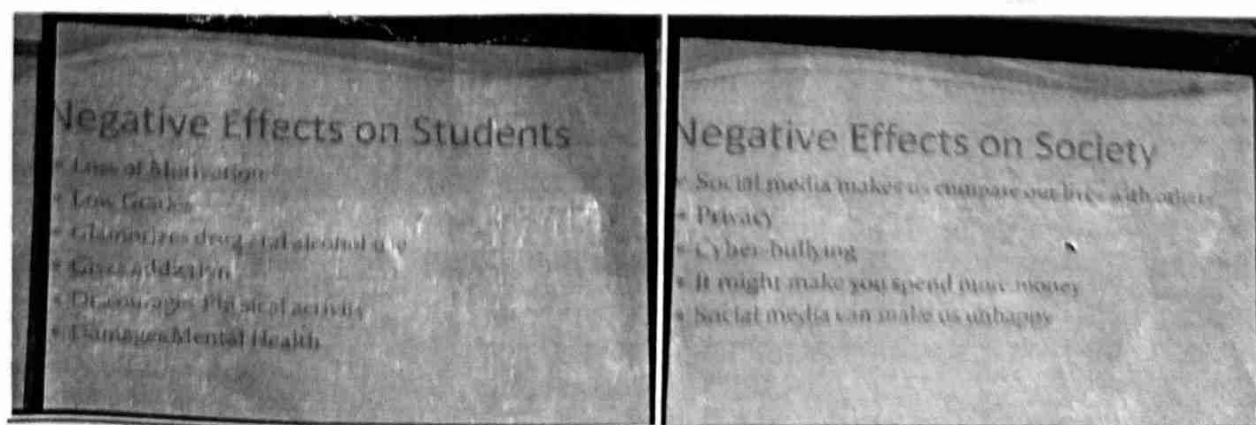 Negative Effects on Students
• Loss of Motivation
• Low Grades
• Glamorizes drug and alcohol use
• addiction
• Discourages Physical activity
• Damages Mental Health
Negative Effects on Society
• Social media makes us compare our lives with others
• Privacy
• Cyber-bullying
• It might make you spend more money
• Social media can make us unhappy